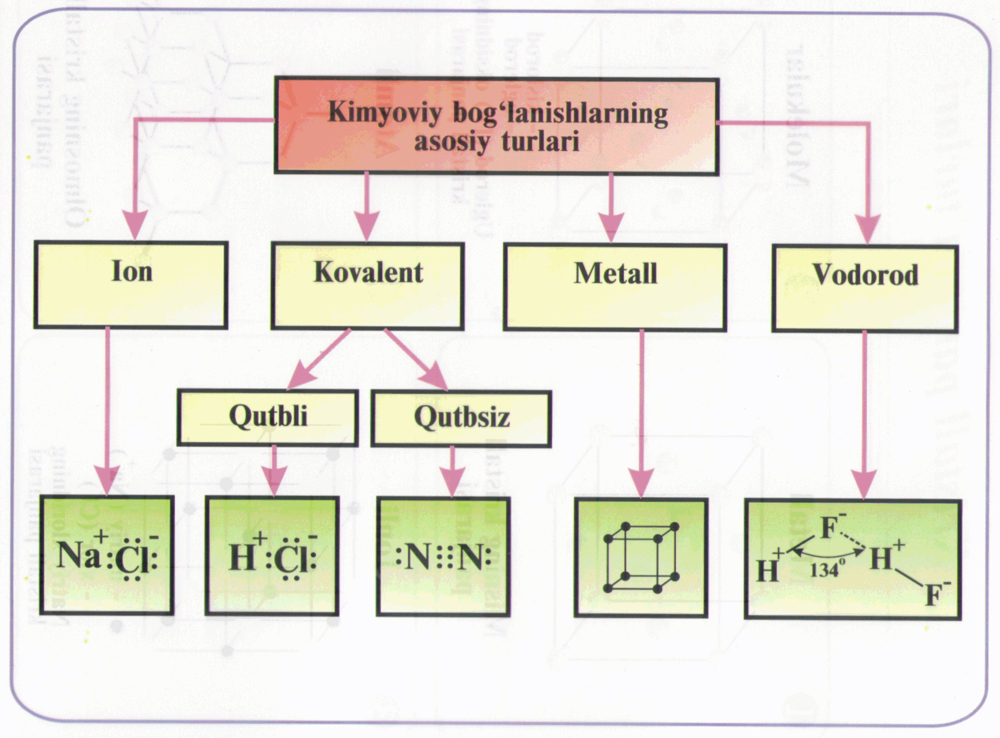 Kimyoviy bog‘lanishlarning
asosiy turlari
Ion
Kovalent
Metall
Vodorod
Qutbli
Qutbsiz
Na⁺:Cl:⁻
H⁺:Cl:⁻
:N⫶⫶N:
F⁻
H⁺
134°
H⁺
F⁻